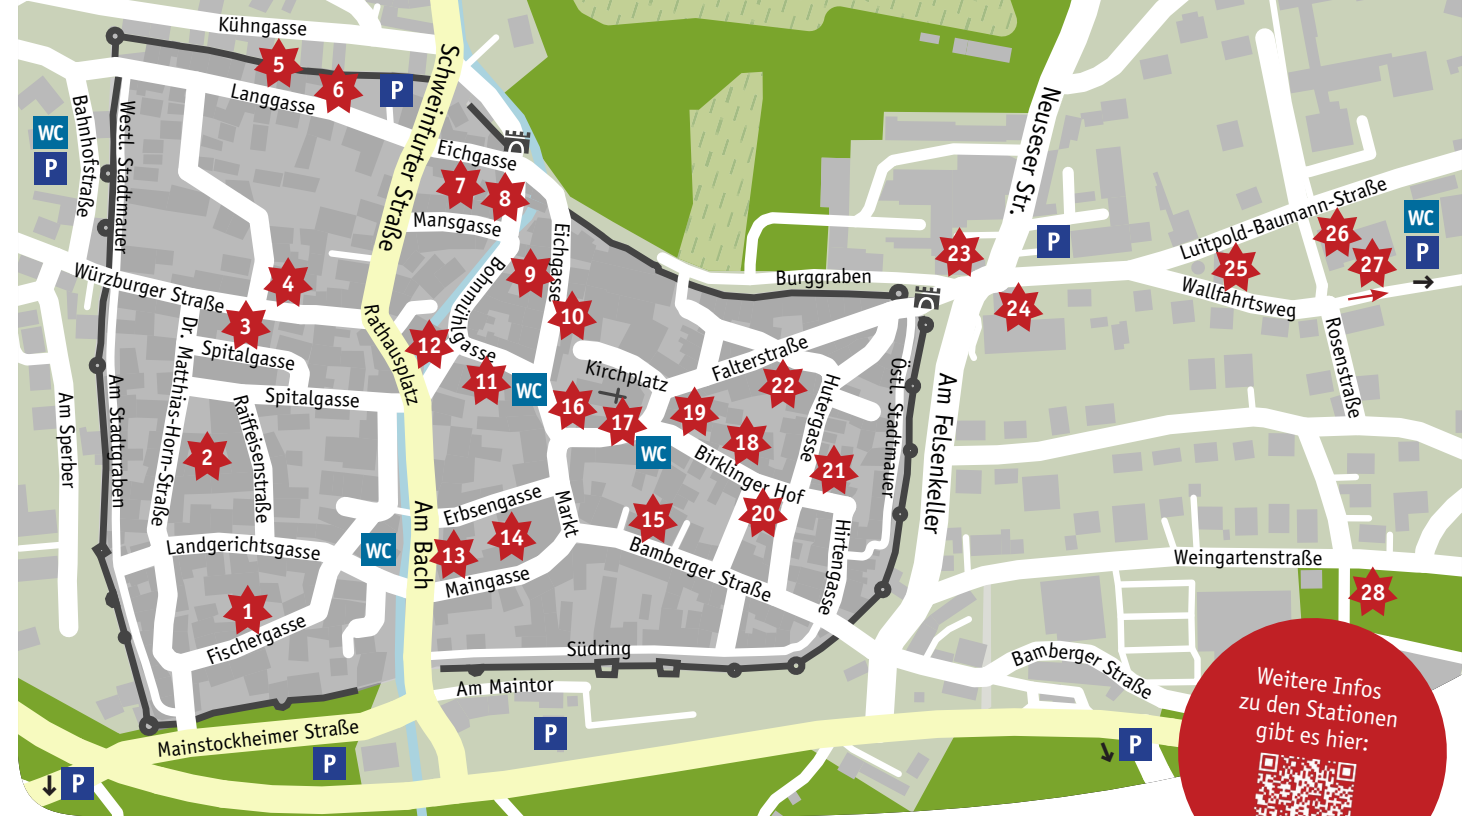 Kühngasse
5
6
P
Langgasse
Schweinfurter Straße
WC
P
Bahnhofstraße
Westl. Stadtmauer
Eichgasse
7
8
Mansgasse
Neuseser Str.
Luitpold-Baumann-Straße
WC
P
23
P
26
27
25
Wallfahrtsweg
Würzburger Straße
4
3
Bohnmühlgasse
9
Eichgasse
10
Burggraben
24
Rosenstraße
Dr. Matthias-Horn-Straße
Spitalgasse
Rathausplatz
12
11
WC
Kirchplatz
Falterstraße
22
Östl. Stadtmauer
Am Felsenkeller
Am Sperber
Am Stadtgraben
Spitalgasse
Raiffeisenstraße
2
16
17
WC
19
18
Hutergasse
21
Birklinger Hof
20
Erbsengasse
Markt
15
Am Bach
13
14
Landgerichtsgasse
WC
Maingasse
Bamberger Straße
Hirtengasse
Weingartenstraße
28
1
Fischergasse
Südring
Am Maintor
Bamberger Straße
Mainstockheimer Straße
P
P
P
P
Weitere Infos
zu den Stationen
gibt es hier: